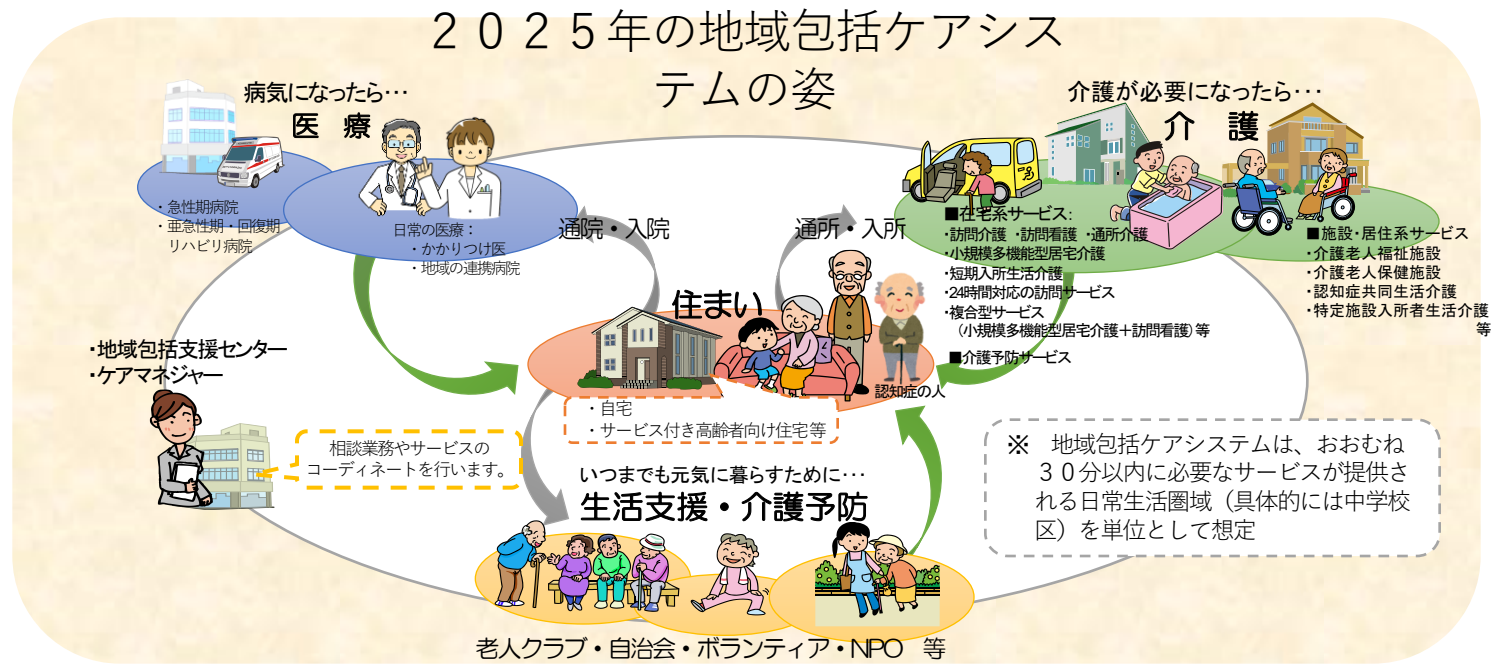 ２０２５年の地域包括ケアシス
テムの姿
病気になったら･･･
医　療
・急性期病院
・亜急性期・回復期
リハビリ病院
日常の医療：
・かかりつけ医
・地域の連携病院
通院・入院
通所・入所
介護が必要になったら･･･
介　護
■在宅系サービス：
・訪問介護　・訪問看護　・通所介護
・小規模多機能型居宅介護
・短期入所生活介護
・24時間対応の訪問サービス
・複合型サービス
（小規模多機能型居宅介護＋訪問看護）等
■介護予防サービス
■施設・居住系サービス
・介護老人福祉施設
・介護老人保健施設
・認知症共同生活介護
・特定施設入所者生活介護
等
住まい
認知症の人
・自宅
・サービス付き高齢者向け住宅等
・地域包括支援センター
・ケアマネジャー
相談業務やサービスの
コーディネートを行います。
いつまでも元気に暮らすために･･･
生活支援・介護予防
老人クラブ・自治会・ボランティア・NPO　等
※　地域包括ケアシステムは、おおむね
３０分以内に必要なサービスが提供さ
れる日常生活圏域（具体的には中学校
区）を単位として想定